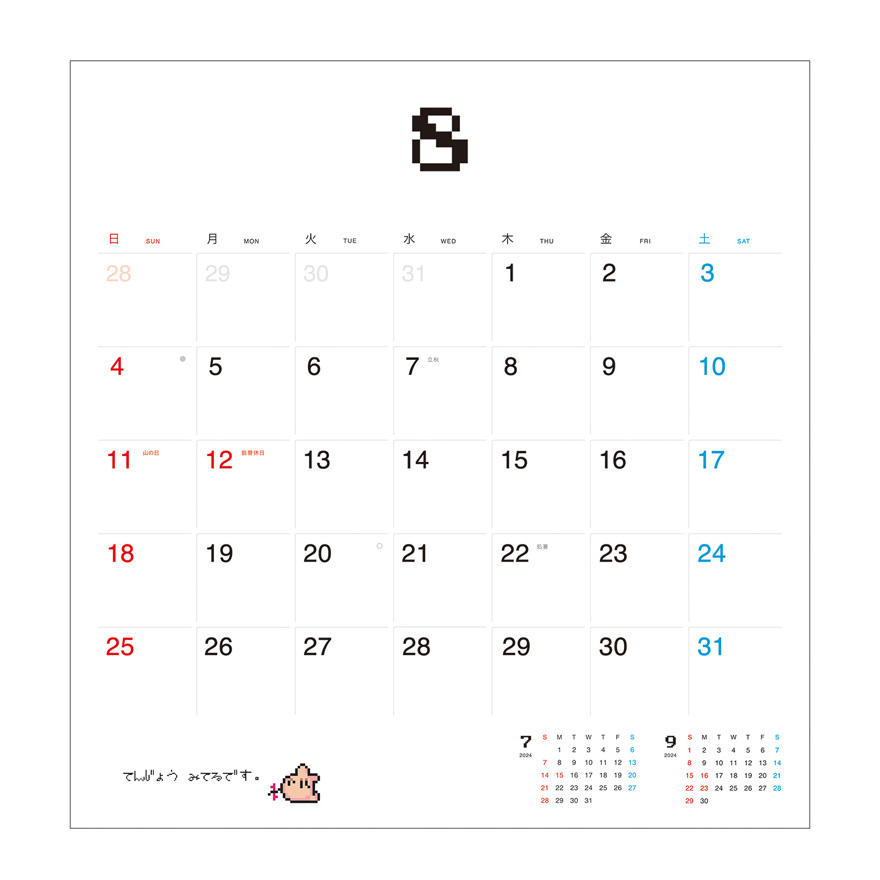 8
日 SUN 月 MON 火 TUE 水 WED 木 THU 金 FRI 土 SAT
28 29 30 31 1 2 3
4 5 6 7 立秋 8 9 10
11 山の日 12 振替休日 13 14 15 16 17
18 19 20 21 22 処暑 23 24
25 26 27 28 29 30 31
てんじょう みてるです。
7
2024
S M T W T F S
1 2 3 4 5 6
7 8 9 10 11 12 13
14 15 16 17 18 19 20
21 22 23 24 25 26 27
28 29 30 31
9
2024
S M T W T F S
1 2 3 4 5 6 7
8 9 10 11 12 13 14
15 16 17 18 19 20 21
22 23 24 25 26 27 28
29 30